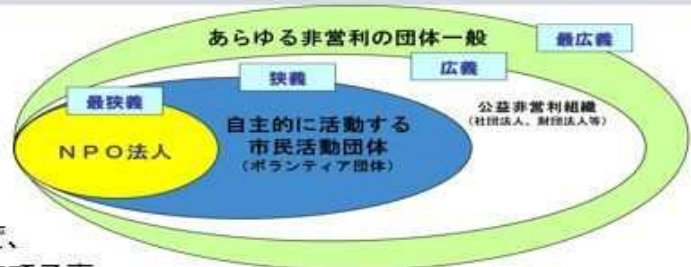 あらゆる非営利の団体一般
最広義
広義
狭義
最狭義
公益非営利組織
(社団法人、財団法人等)
自主的に活動する
市民活動団体
(ボランティア団体)
NPO法人